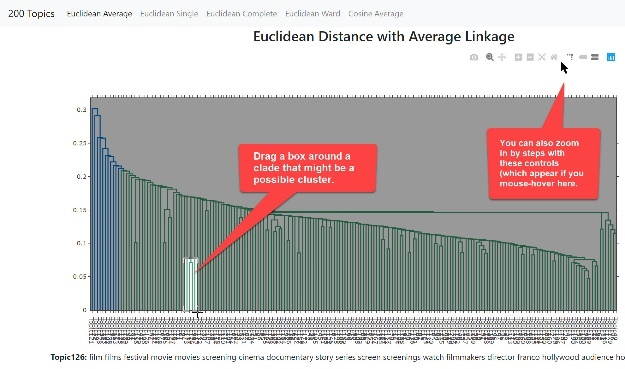 200 Topics Euclidean Average Euclidean Single Euclidean Complete Euclidean Ward Cosine Average
Euclidean Distance with Average Linkage
0.3
0.25
0.2
0.15
0.1
0.05
0
Drag a box around a
clade that might be a
possible cluster.
You can also zoom
in by steps with
these controls
(which appear if you
mouse-hover here.
Topic126: film films festival movie movies screening cinema documentary story series screen screenings watch filmmakers director franco hollywood audience ho